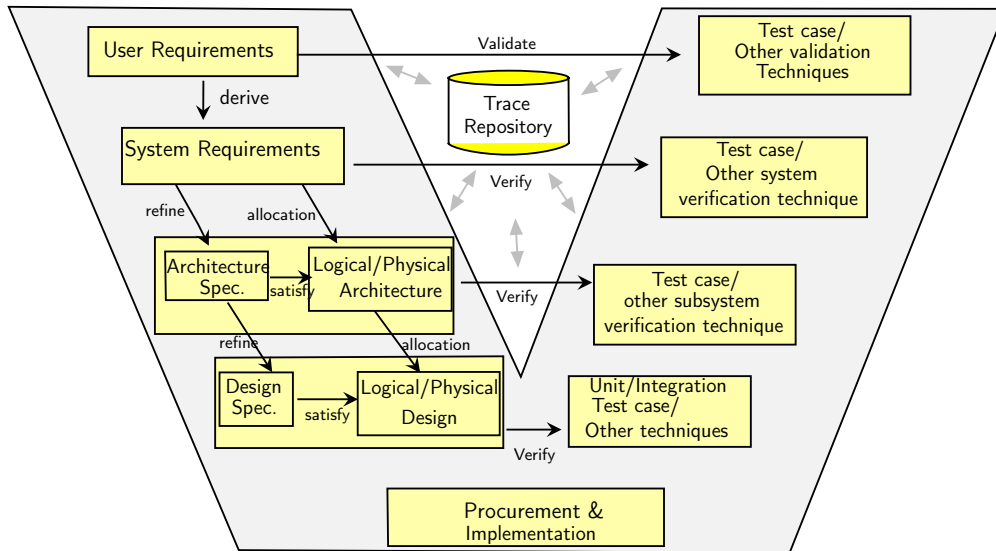 User Requirements
Validate
Test case/
Other validation
Techniques
derive
Trace
Repository
System Requirements
Verify
Test case/
Other system
verification technique
refine
allocation
Architecture
Spec.
satisfy
Logical/Physical
Architecture
Verify
Test case/
other subsystem
verification technique
refine
allocation
Design
Spec.
satisfy
Logical/Physical
Design
Verify
Unit/Integration
Test case/
Other techniques
Procurement &
Implementation